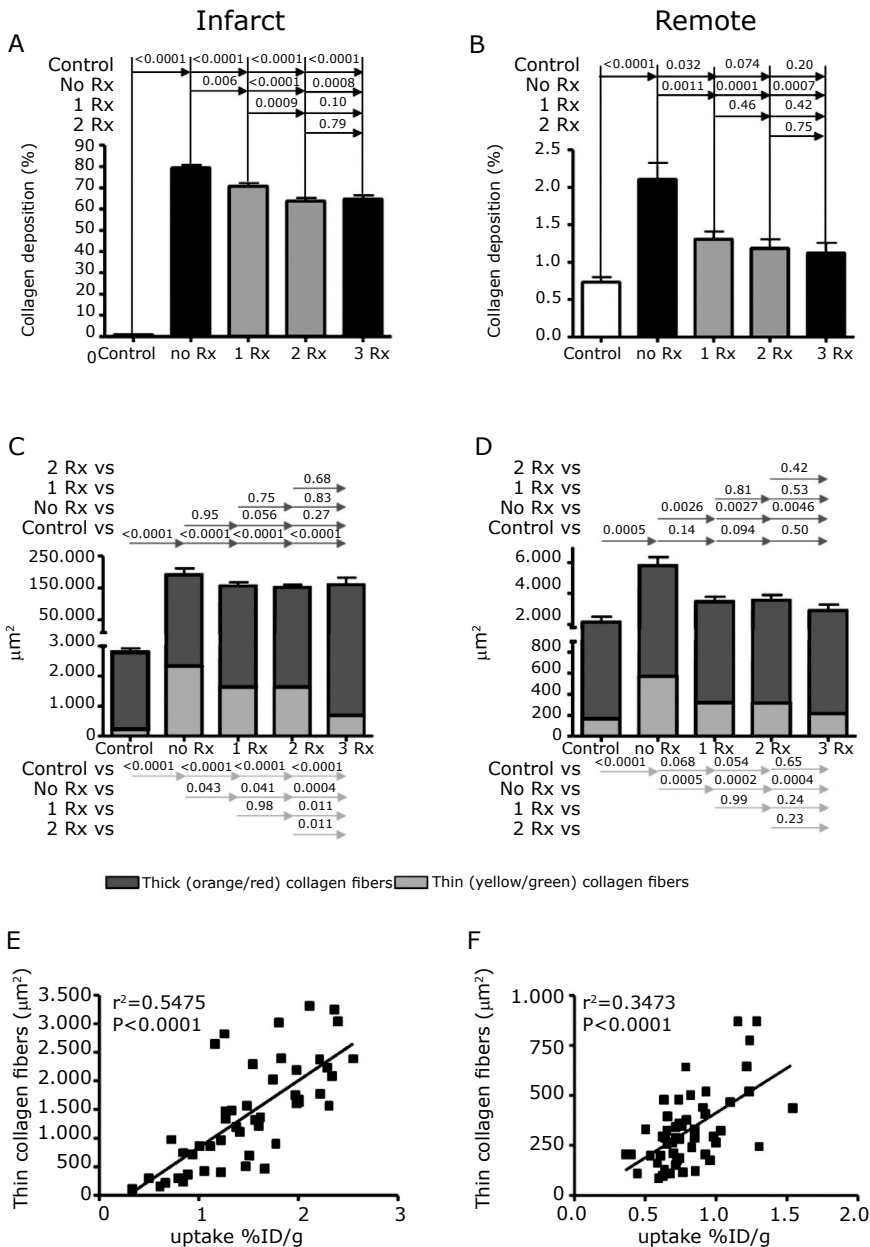 Infarct
Remote
A
Control <0.0001 <0.0001 <0.0001 <0.0001
No Rx 0.006 <0.0001 0.0008
1 Rx 0.0009 0.10
2 Rx 0.79
Collagen deposition (%)
90
80
70
60
50
40
30
20
10
0
0
Control no Rx 1 Rx 2 Rx 3 Rx
B
Control <0.0001 0.032 0.074 0.20
No Rx 0.0011 0.0001 0.0007
1 Rx 0.46 0.42
2 Rx 0.75
Collagen deposition (%)
2.5
2.0
1.5
1.0
0.5
0.0
Control no Rx 1 Rx 2 Rx 3 Rx
C
2 Rx vs 0.68
1 Rx vs 0.75 0.83
No Rx vs 0.95 0.056 0.27
Control vs <0.0001 <0.0001 <0.0001 <0.0001
μm²
250.000
150.000
50.000
3.000
2.000
1.000
0
Control no Rx 1 Rx 2 Rx 3 Rx
Control vs <0.0001 <0.0001 <0.0001 <0.0001
No Rx vs 0.043 0.041 0.0004
1 Rx vs 0.98 0.011
2 Rx vs 0.011
D
2 Rx vs 0.42
1 Rx vs 0.81 0.53
No Rx vs 0.0026 0.0027 0.0046
Control vs 0.0005 0.14 0.094 0.50
μm²
6.000
4.000
2.000
800
600
400
200
0
Control no Rx 1 Rx 2 Rx 3 Rx
Control vs <0.0001 0.068 0.054 0.65
No Rx vs 0.0005 0.0002 0.0004
1 Rx vs 0.99 0.24
2 Rx vs 0.23
Thick (orange/red) collagen fibers
Thin (yellow/green) collagen fibers
E
Thin collagen fibers (μm²)
3.500
3.000
2.500
2.000
1.500
1.000
500
0
r²=0.5475
P<0.0001
0 1 2 3
uptake %ID/g
F
Thin collagen fibers (μm²)
1.000
750
500
250
0
r²=0.3473
P<0.0001
0.0 0.5 1.0 1.5 2.0
uptake %ID/g